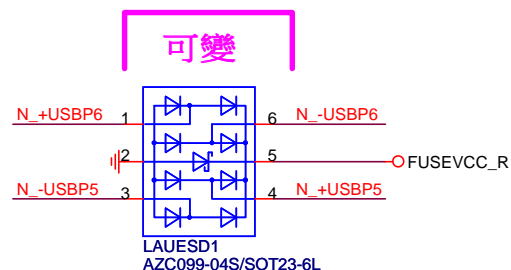 可變
N_+USBP6 1 6 N_-USBP6
2 5 FUSEVCC_R
N_-USBP5 3 4 N_+USBP5
LAUESD1
AZC099-04S/SOT23-6L